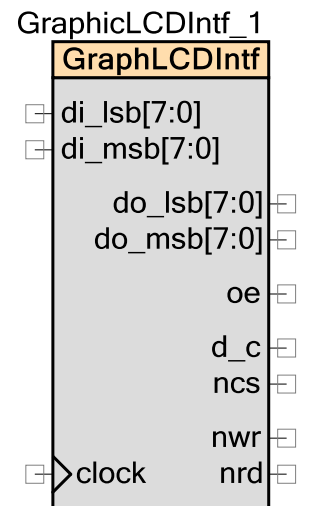 GraphicLCDIntf_1
GraphLCDIntf
di_lsb[7:0]
di_msb[7:0]
do_lsb[7:0]
do_msb[7:0]
oe
d_c
ncs
nwr
clock nrd